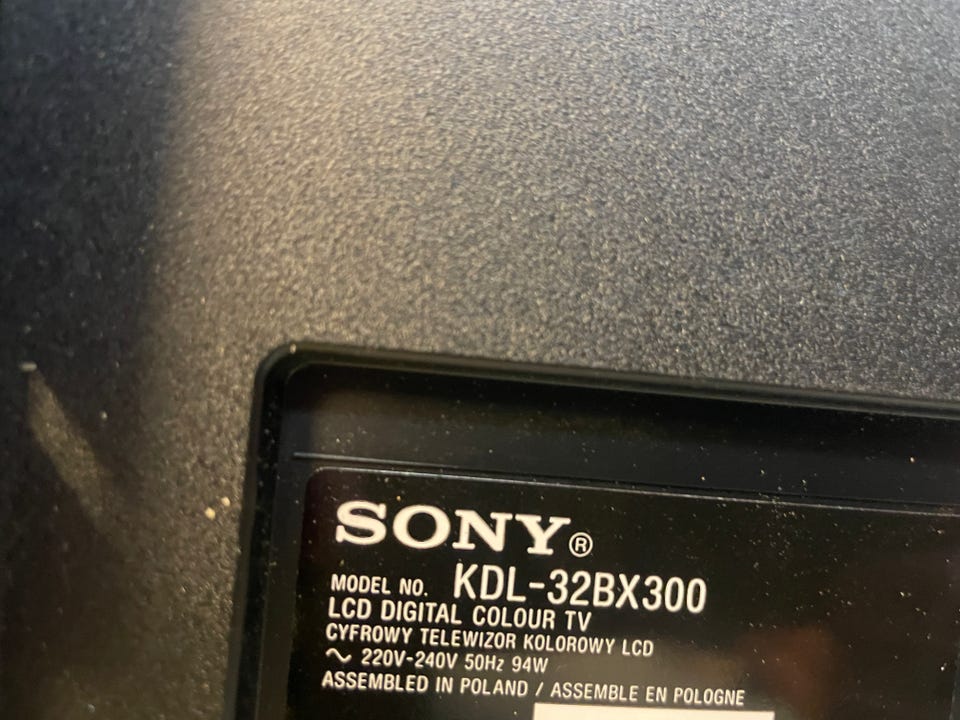 SONY®
MODEL NO. KDL-32BX300
LCD DIGITAL COLOUR TV
CYFROWY TELEWIZOR KOLOROWY LCD
~ 220V-240V 50Hz 94W
ASSEMBLED IN POLAND / ASSEMBLE EN POLOGNE